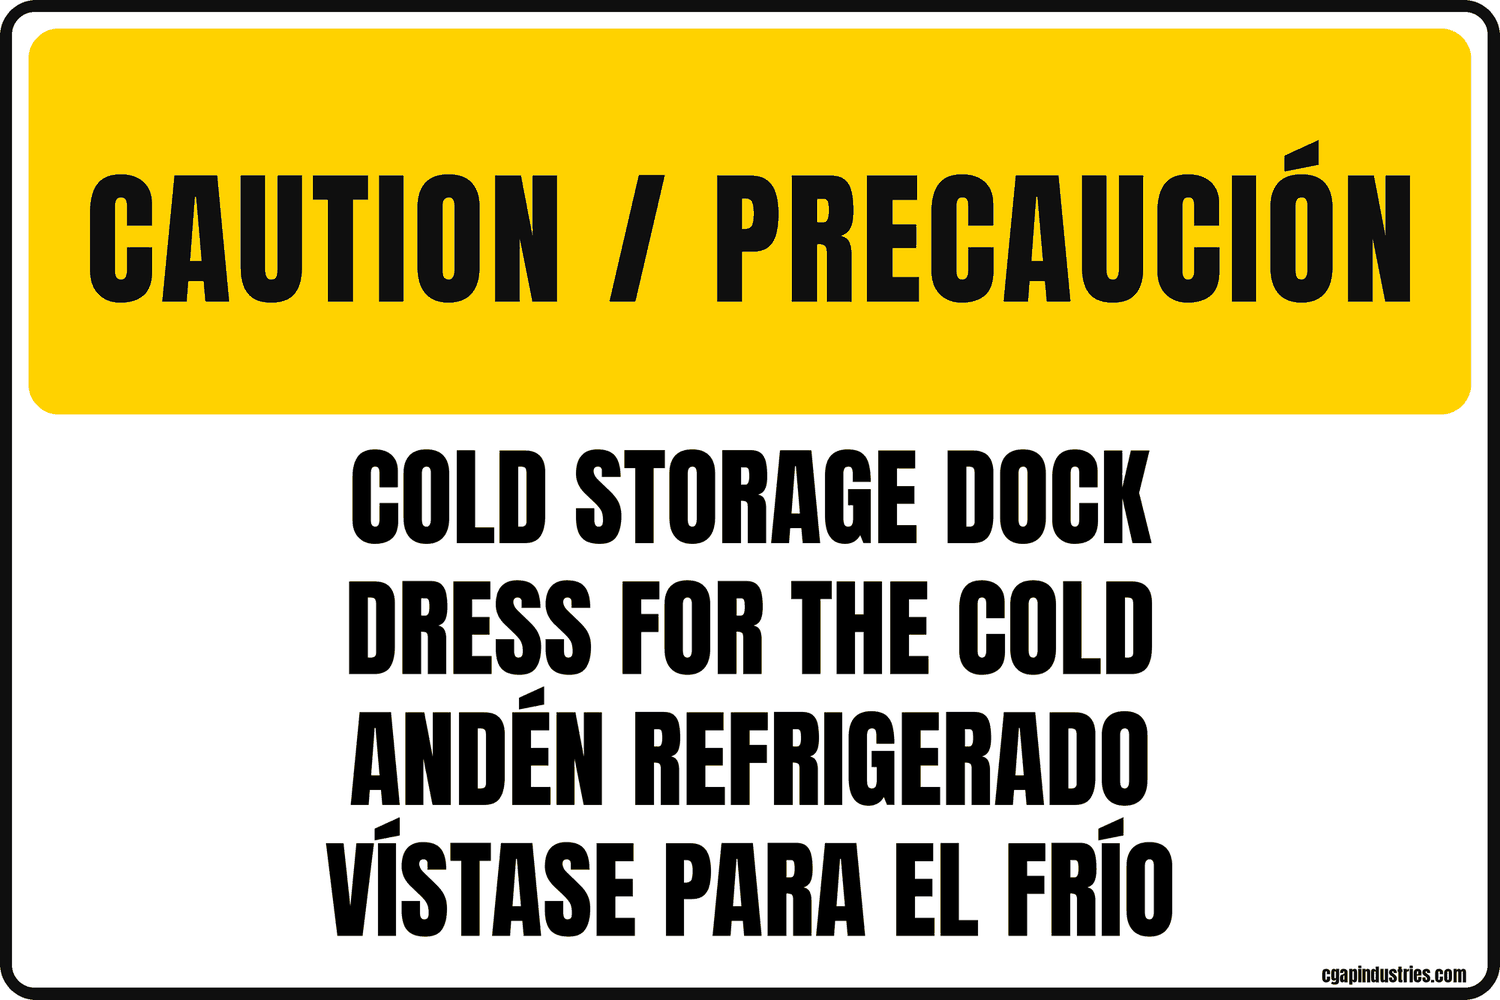 CAUTION / PRECAUCIÓN
COLD STORAGE DOCK
DRESS FOR THE COLD
ANDÉN REFRIGERADO
VÍSTASE PARA EL FRÍO
cgapindustries.com